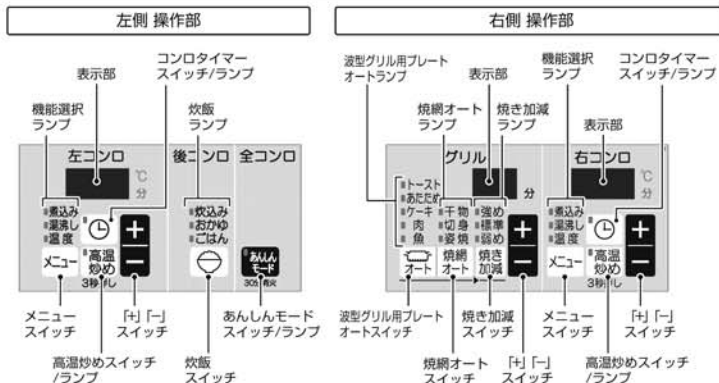 左側 操作部
表示部
コンロタイマー
スイッチ/ランプ
機能選択
ランプ
炊飯
ランプ
左コンロ
後コンロ
全コンロ
℃
分
煮込み
湯沸し
温度
メニュー
高温
炒め
3秒押し
+
−
炊込み
おかゆ
ごはん
あんしん
モード
メニュー
スイッチ
高温炒めスイッチ
/ランプ
「+」「−」
スイッチ
炊飯
スイッチ
あんしんモード
スイッチ/ランプ
右側 操作部
波型グリル用プレート
オートランプ
焼網オート
ランプ
表示部
焼き加減
ランプ
機能選択
ランプ
コンロタイマー
スイッチ/ランプ
表示部
グリル
右コンロ
分
℃
分
トースト
あたため
ケーキ
肉
魚
干物
切身
姿焼
強め
標準
弱め
オート
焼網
オート
焼き
加減
+
−
煮込み
湯沸し
温度
メニュー
高温
炒め
3秒押し
+
−
波型グリル用プレート
オートスイッチ
焼網オート
スイッチ
焼き加減
スイッチ
「+」「−」
スイッチ
メニュー
スイッチ
高温炒めスイッチ
/ランプ
「+」「−」
スイッチ